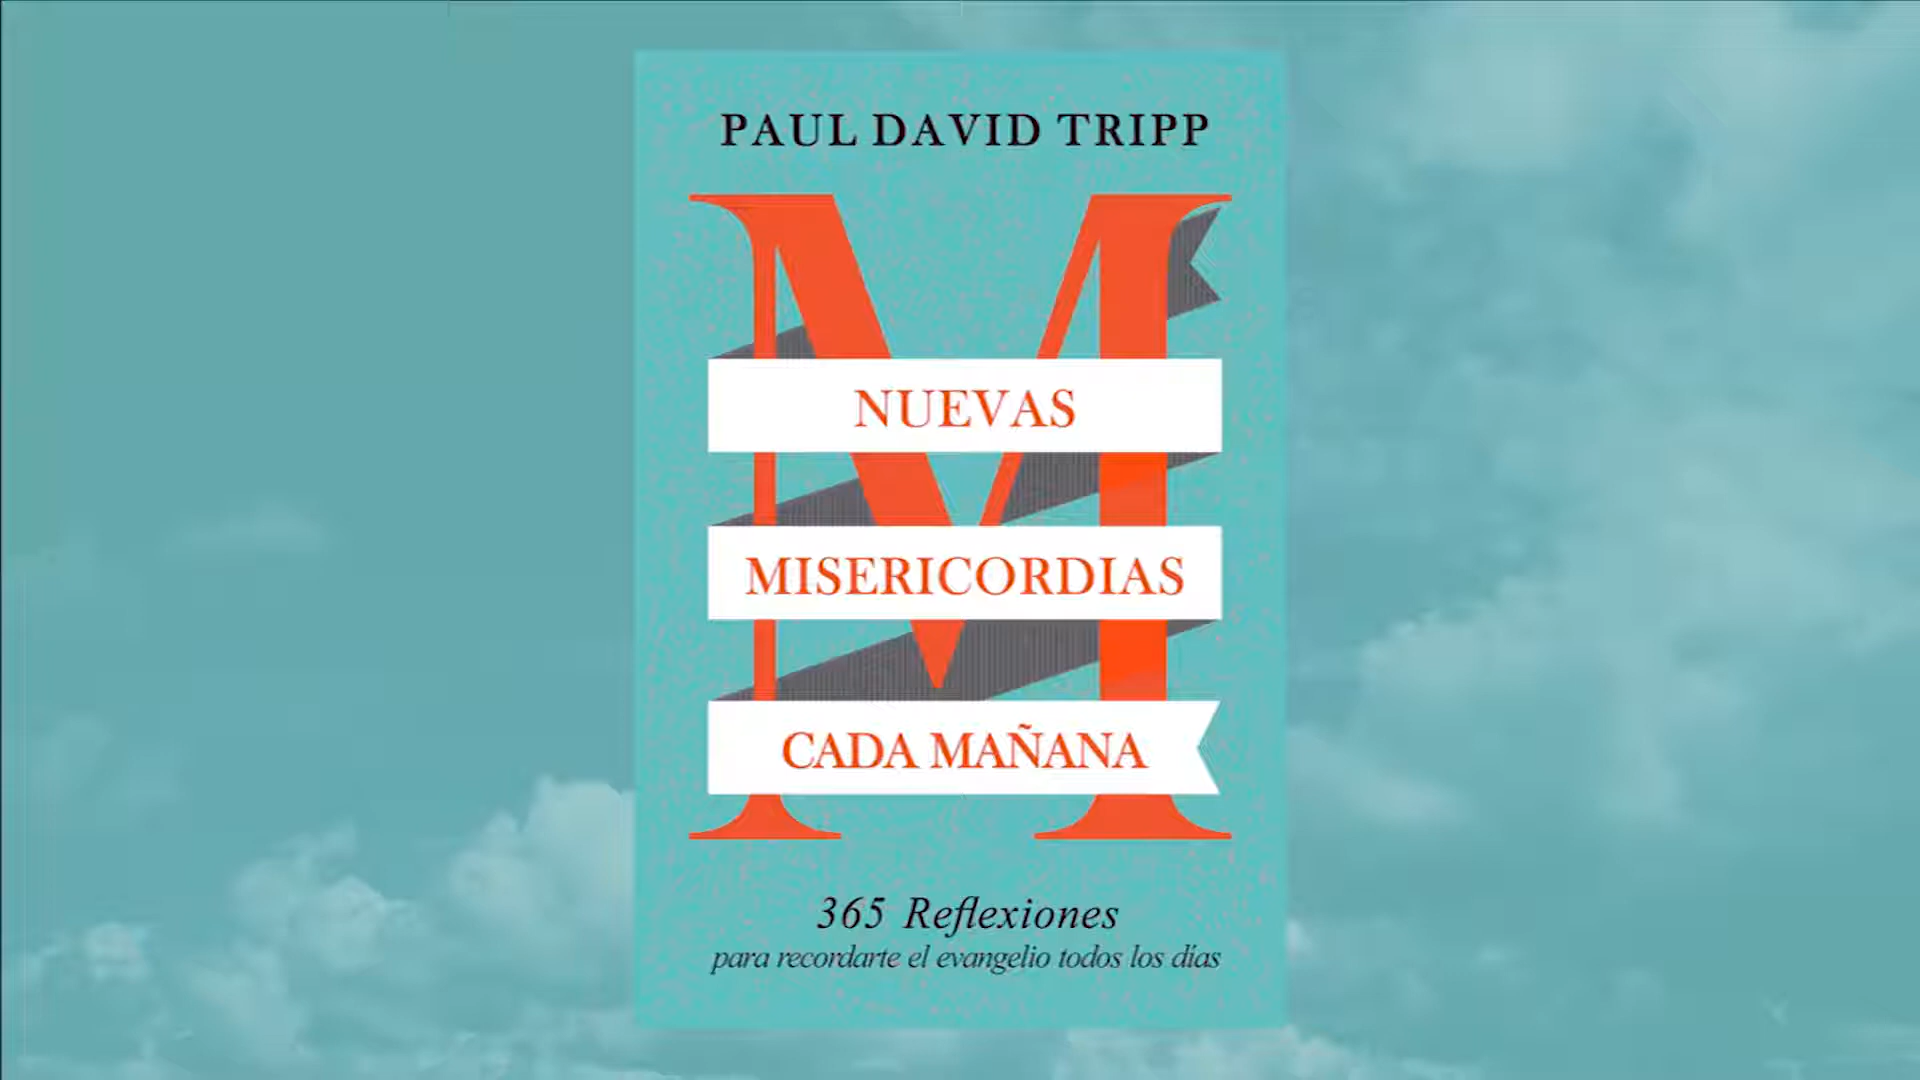 PAUL DAVID TRIPP
NUEVAS
MISERICORDIAS
CADA MAÑANA
365 Reflexiones
para recordarte el evangelio todos los días